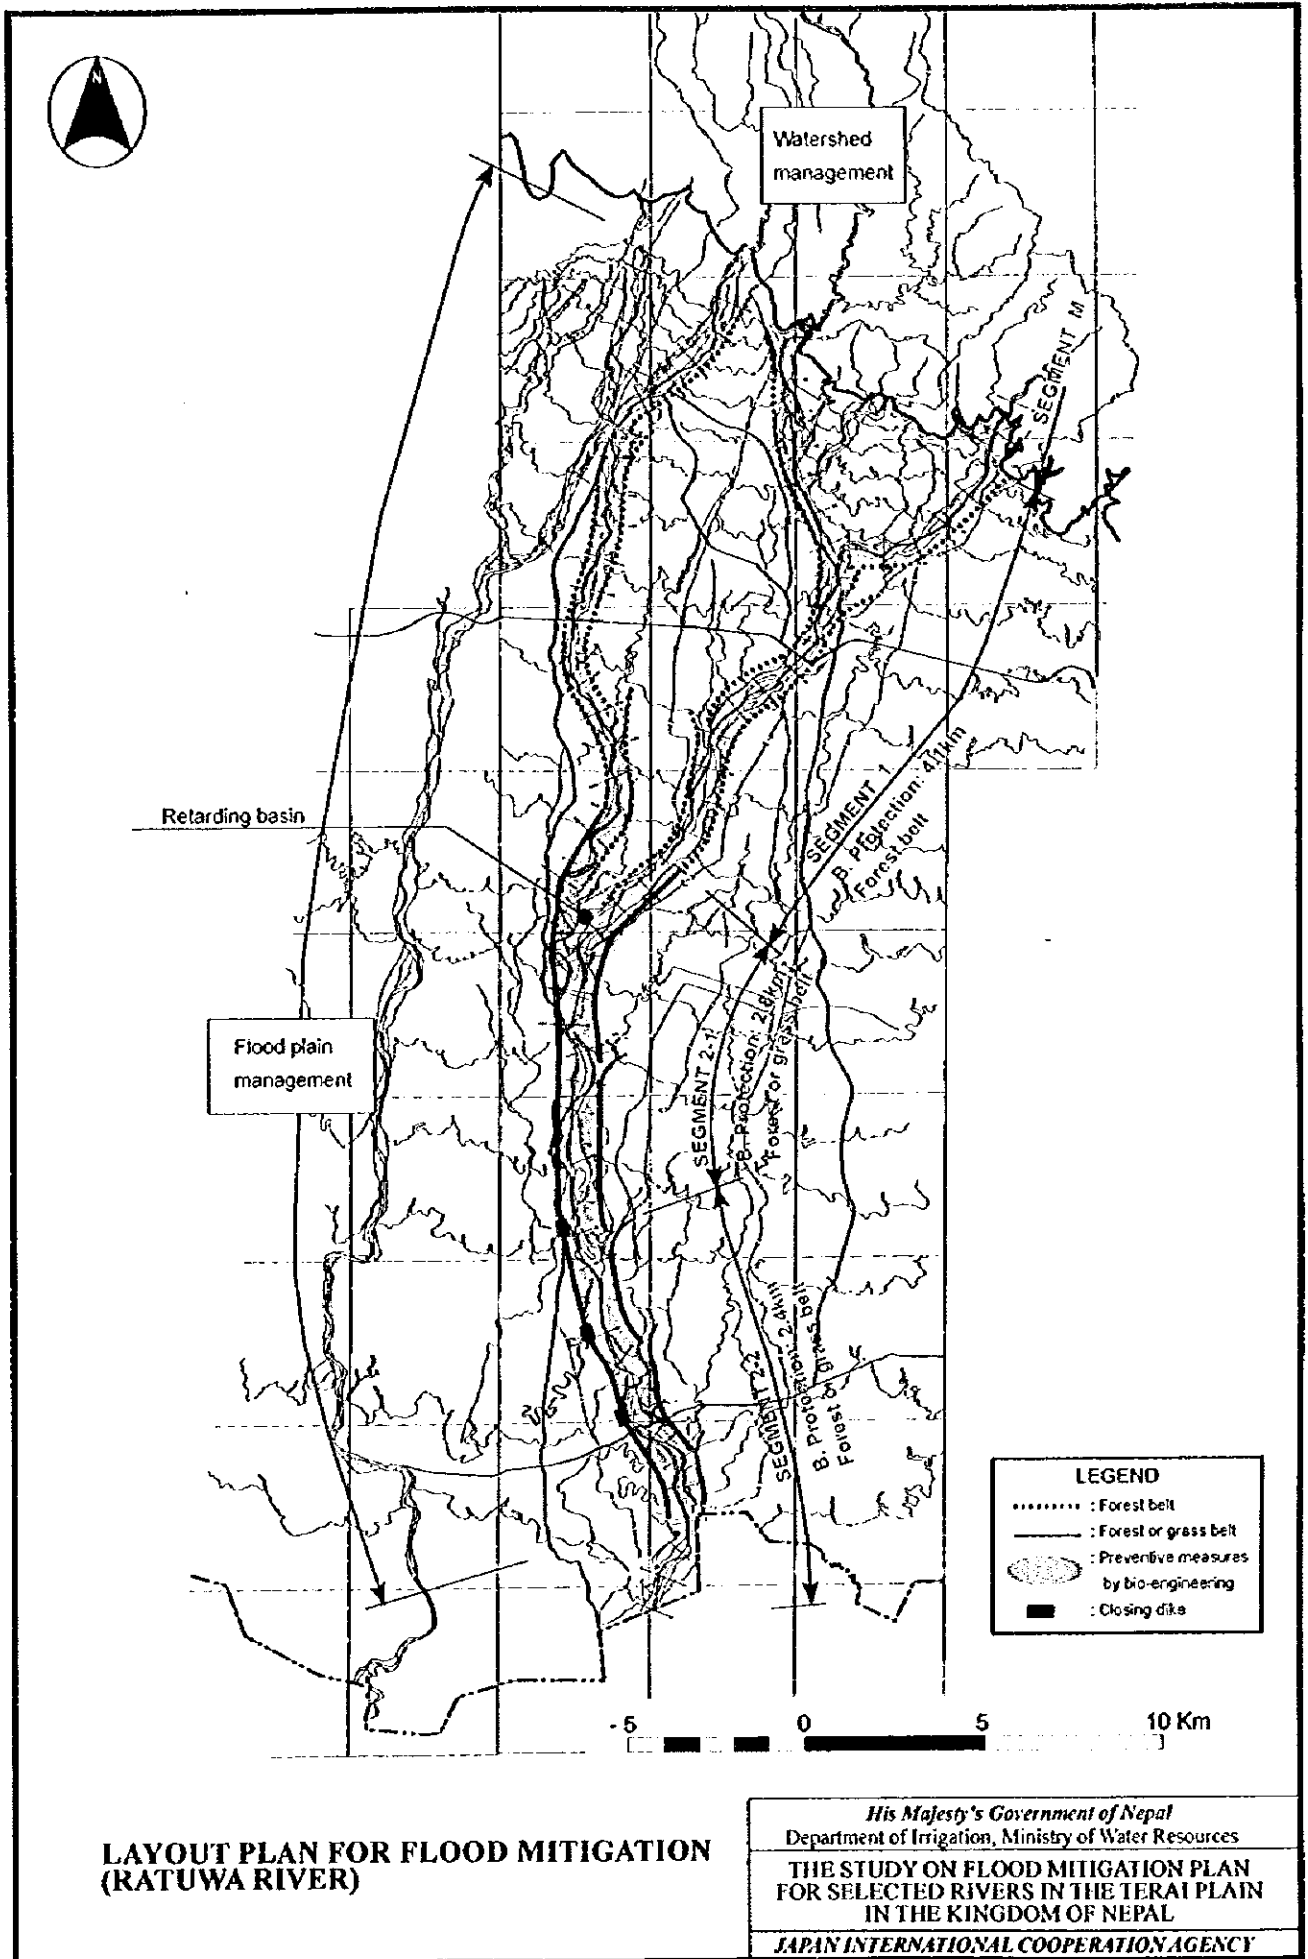 N
Watershed
management
SEGMENT M
Retarding basin
SEGMENT 1
B. Protection: 4.1km
Forest belt
Flood plain
management
SEGMENT 2-1
B. Protection: 2.8km
Forest or grass belt
SEGMENT 2-2
B. Protection: 2.4km
Forest or grass belt
LEGEND
: Forest belt
: Forest or grass belt
: Preventive measures
by bio-engineering
: Closing dike
- 5 0 5 10 Km
LAYOUT PLAN FOR FLOOD MITIGATION
(RATUWA RIVER)
His Majesty's Government of Nepal
Department of Irrigation, Ministry of Water Resources
THE STUDY ON FLOOD MITIGATION PLAN
FOR SELECTED RIVERS IN THE TERAI PLAIN
IN THE KINGDOM OF NEPAL
JAPAN INTERNATIONAL COOPERATION AGENCY